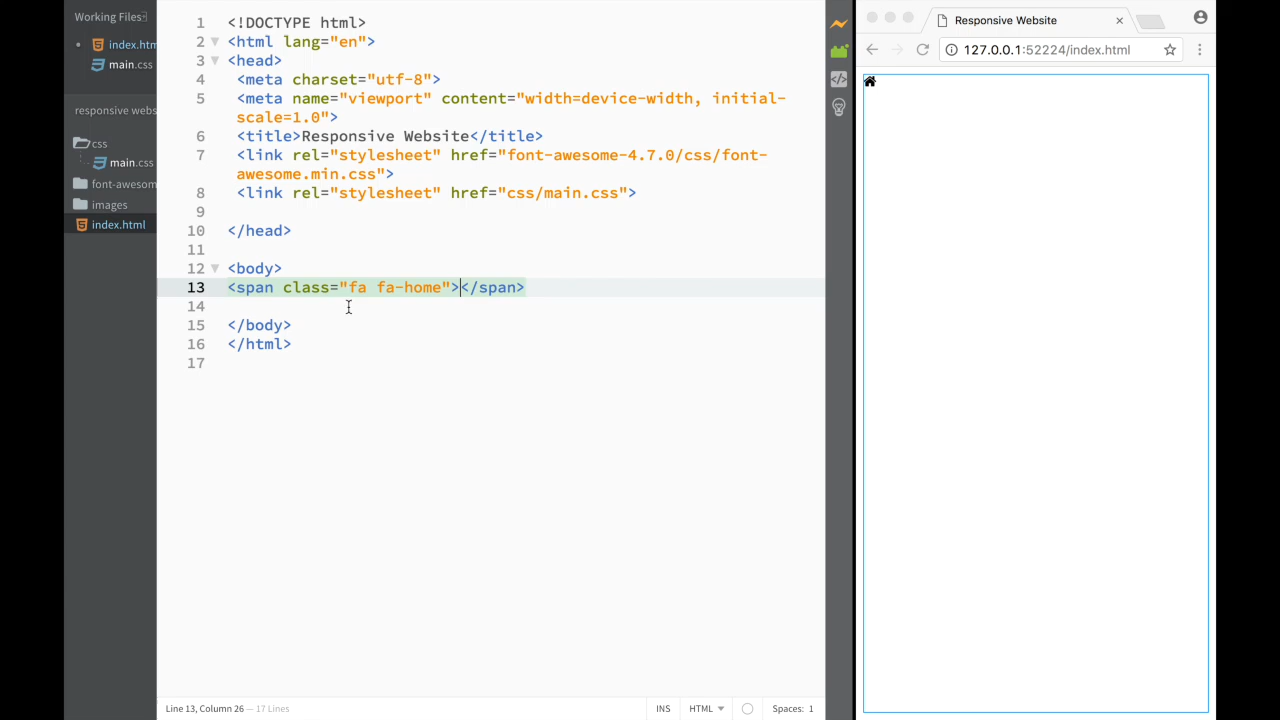 Working Files
index.htm
main.css
responsive webs
css
main.css
font-awesom
images
index.html
1 <!DOCTYPE html>
2 <html lang="en">
3 <head>
4 <meta charset="utf-8">
5 <meta name="viewport" content="width=device-width, initial-
scale=1.0">
6 <title>Responsive Website</title>
7 <link rel="stylesheet" href="font-awesome-4.7.0/css/font-
awesome.min.css">
8 <link rel="stylesheet" href="css/main.css">
9
10 </head>
11
12 <body>
13 <span class="fa fa-home"></span>
14
15 </body>
16 </html>
17
Line 13, Column 26 — 17 Lines
INS
HTML
Spaces: 1
Responsive Website
127.0.0.1:52224/index.html